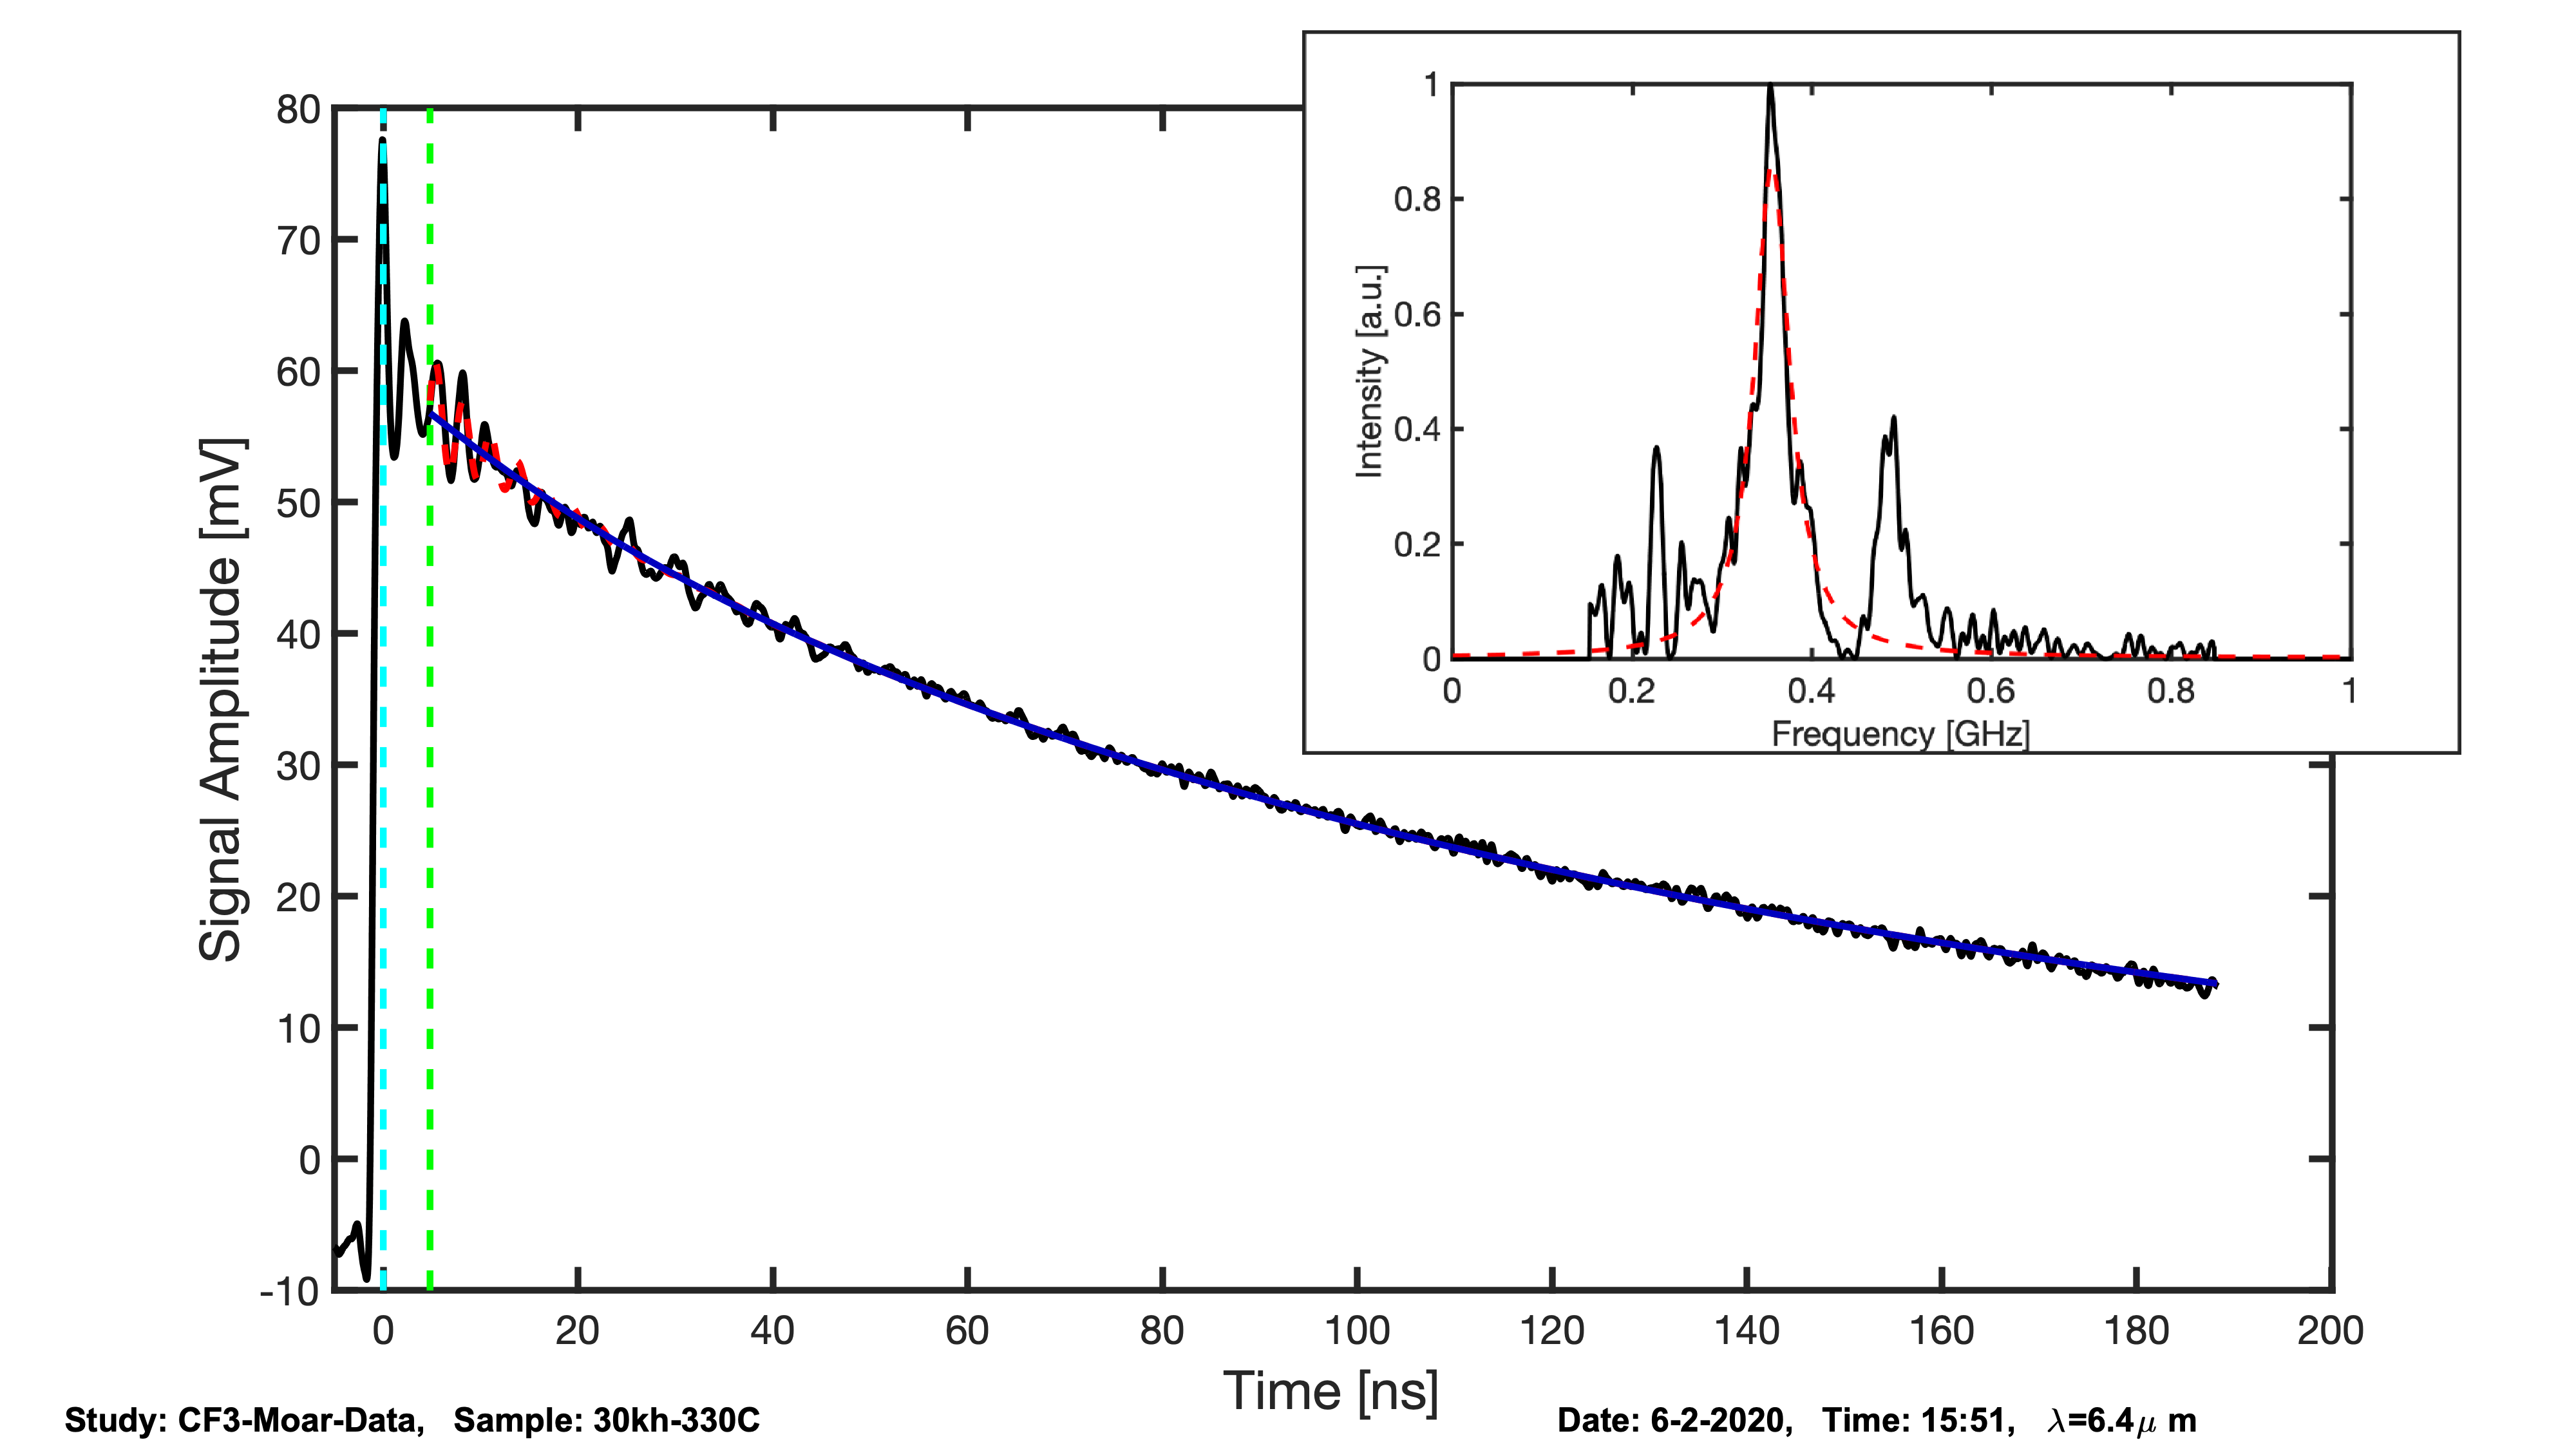 1
0.8
0.6
0.4
0.2
0
Intensity [a.u.]
0 0.2 0.4 0.6 0.8 1
Frequency [GHz]
80
70
60
50
40
30
20
10
0
-10
Signal Amplitude [mV]
0 20 40 60 80 100 120 140 160 180 200
Time [ns]
Study: CF3-Moar-Data, Sample: 30kh-330C
Date: 6-2-2020, Time: 15:51, λ=6.4μ m